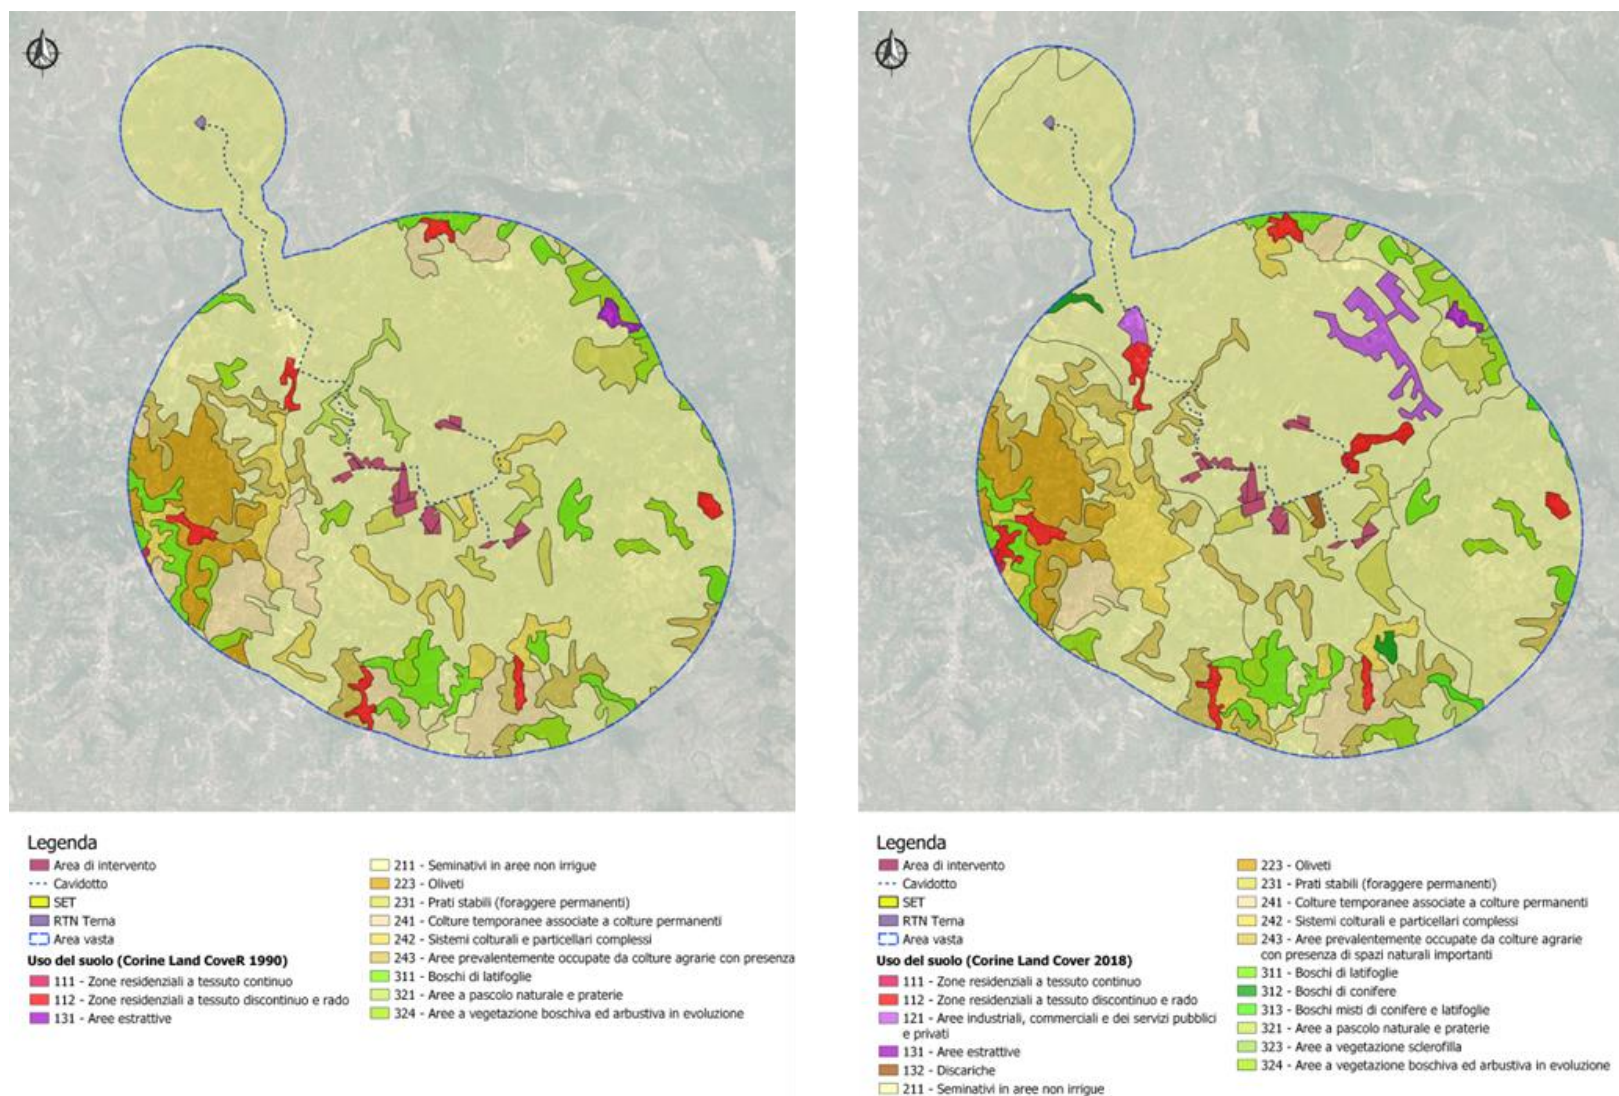 Legenda
Area di intervento
Cavidotto
SET
RTN Terna
Area vasta
Uso del suolo (Corine Land CoveR 1990)
111 - Zone residenziali a tessuto continuo
112 - Zone residenziali a tessuto discontinuo e rado
131 - Aree estrattive
211 - Seminativi in aree non irrigue
223 - Oliveti
231 - Prati stabili (foraggere permanenti)
241 - Colture temporanee associate a colture permanenti
242 - Sistemi colturali e particellari complessi
243 - Aree prevalentemente occupate da colture agrarie con presenza
311 - Boschi di latifoglie
321 - Aree a pascolo naturale e praterie
324 - Aree a vegetazione boschiva ed arbustiva in evoluzione
Legenda
Area di intervento
Cavidotto
SET
RTN Terna
Area vasta
Uso del suolo (Corine Land Cover 2018)
111 - Zone residenziali a tessuto continuo
112 - Zone residenziali a tessuto discontinuo e rado
121 - Aree industriali, commerciali e dei servizi pubblici
e privati
131 - Aree estrattive
132 - Discariche
211 - Seminativi in aree non irrigue
223 - Oliveti
231 - Prati stabili (foraggere permanenti)
241 - Colture temporanee associate a colture permanenti
242 - Sistemi colturali e particellari complessi
243 - Aree prevalentemente occupate da colture agrarie
con presenza di spazi naturali importanti
311 - Boschi di latifoglie
312 - Boschi di conifere
313 - Boschi misti di conifere e latifoglie
321 - Aree a pascolo naturale e praterie
323 - Aree a vegetazione sclerofilla
324 - Aree a vegetazione boschiva ed arbustiva in evoluzione